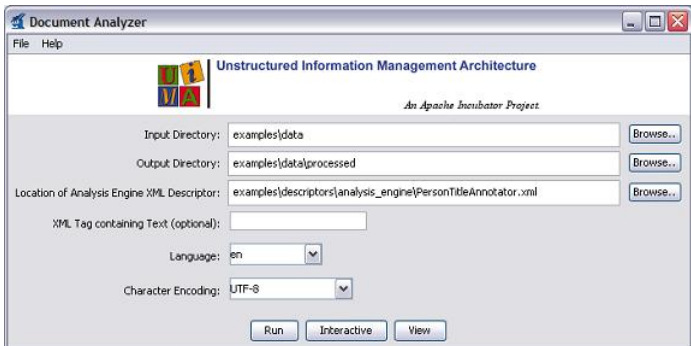 Document Analyzer
File Help
UiMA
Unstructured Information Management Architecture
An Apache Incubator Project.
Input Directory: examples\data Browse..
Output Directory: examples\data\processed Browse..
Location of Analysis Engine XML Descriptor: examples\descriptors\analysis_engine\PersonTitleAnnotator.xml Browse..
XML Tag containing Text (optional):
Language: en
Character Encoding: UTF-8
Run Interactive View